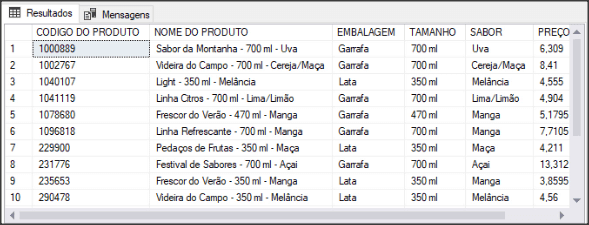 Resultados Mensagens
CODIGO DO PRODUTO NOME DO PRODUTO EMBALAGEM TAMANHO SABOR PREÇO
1 1000889 Sabor da Montanha - 700 ml - Uva Garrafa 700 ml Uva 6,309
2 1002767 Videira do Campo - 700 ml - Cereja/Maça Garrafa 700 ml Cereja/Maça 8,41
3 1040107 Light - 350 ml - Melância Lata 350 ml Melância 4,555
4 1041119 Linha Citros - 700 ml - Lima/Limão Garrafa 700 ml Lima/Limão 4,904
5 1078680 Frescor do Verão - 470 ml - Manga Garrafa 470 ml Manga 5,1795
6 1096818 Linha Refrescante - 700 ml - Manga Garrafa 700 ml Manga 7,7105
7 229900 Pedaços de Frutas - 350 ml - Maça Lata 350 ml Maça 4,211
8 231776 Festival de Sabores - 700 ml - Açai Garrafa 700 ml Açai 13,312
9 235653 Frescor do Verão - 350 ml - Manga Lata 350 ml Manga 3,8595
10 290478 Videira do Campo - 350 ml - Melância Lata 350 ml Melância 4,56